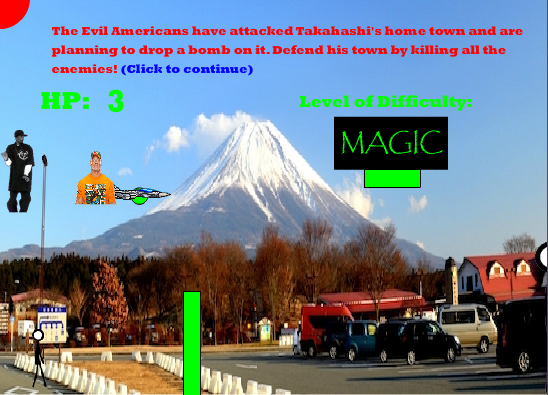 The Evil Americans have attacked Takahashi's home town and are
planning to drop a bomb on it. Defend his town by killing all the
enemies! (Click to continue)
HP: 3
Level of Difficulty:
MAGIC